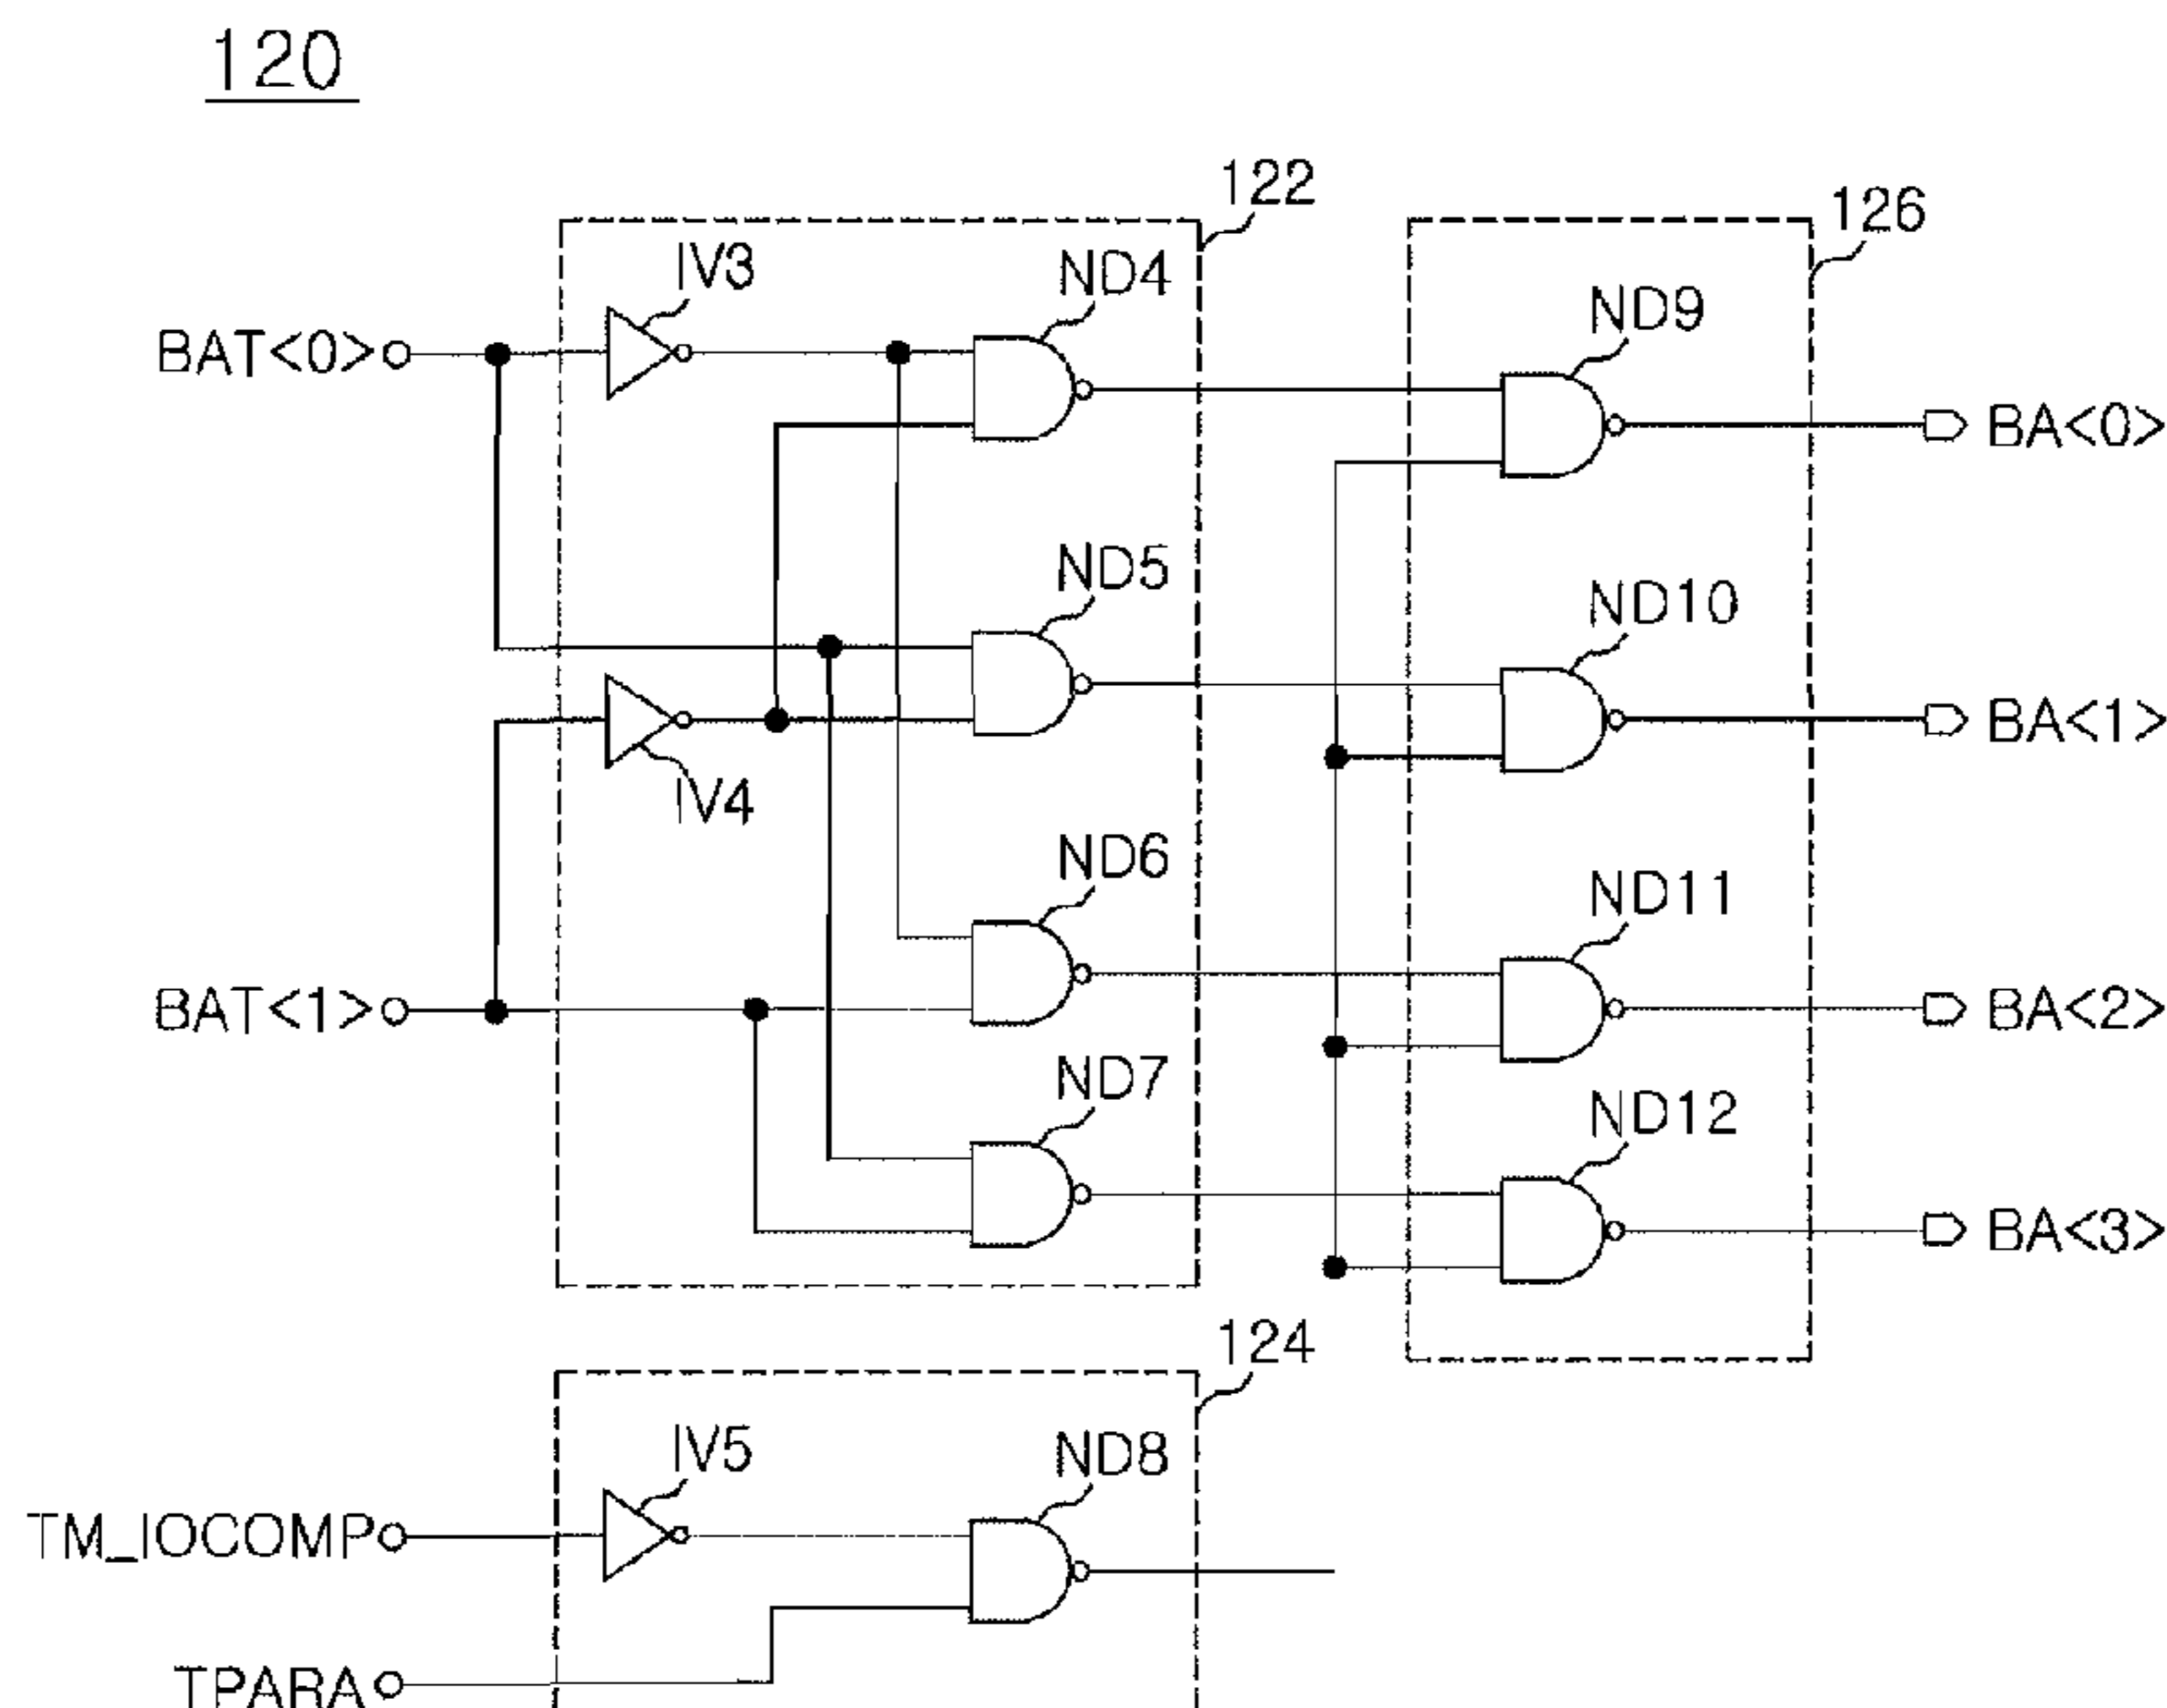 120
122
126
IV3
ND4
ND9
BAT<0>
BA<0>
ND5
ND10
BA<1>
IV4
ND6
ND11
BAT<1>
BA<2>
ND7
ND12
BA<3>
124
IV5
ND8
TM_IOCOMP
TPARA